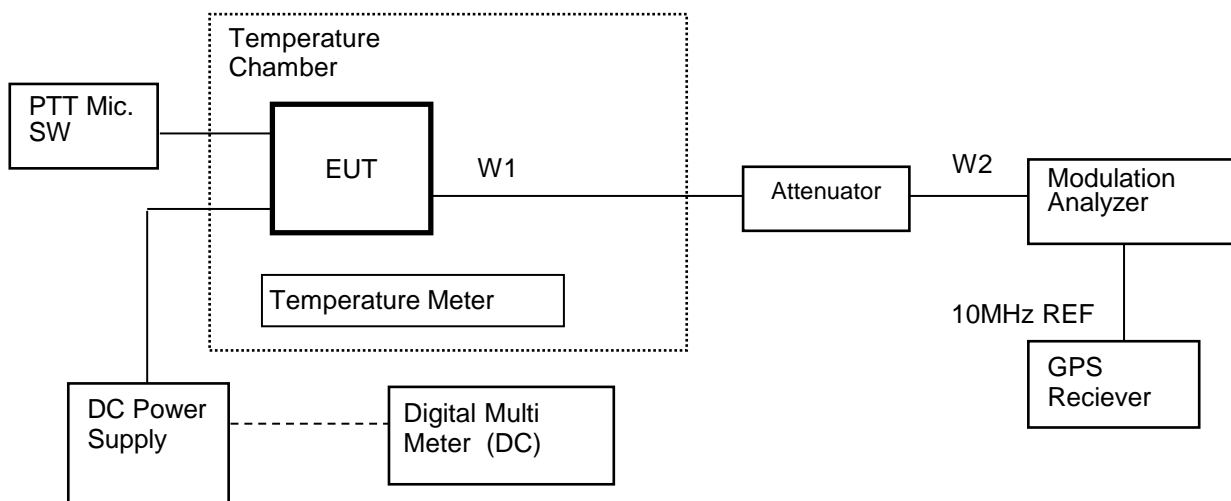 Temperature
Chamber
PTT Mic.
SW
EUT
W1
Attenuator
W2
Modulation
Analyzer
Temperature Meter
10MHz REF
GPS
Reciever
DC Power
Supply
Digital Multi
Meter (DC)